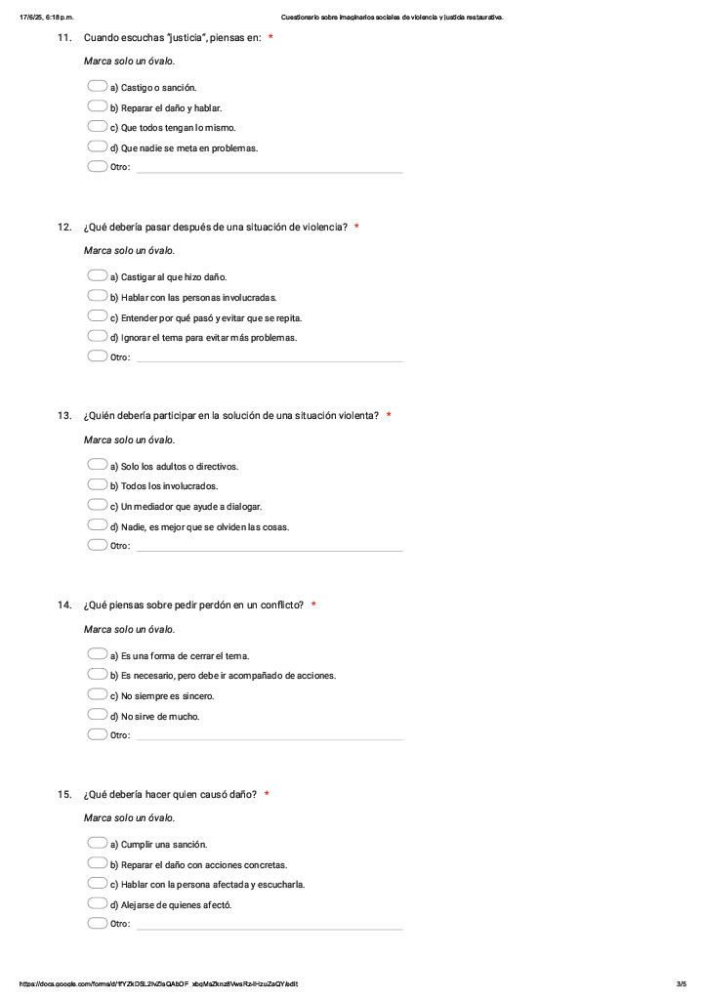 17/6/25, 6:18 p.m. Cuestionario sobre imaginarios sociales de violencia y justicia restaurativa.
11. Cuando escuchas "justicia", piensas en: *
Marca solo un óvalo.
a) Castigo o sanción.
b) Reparar el daño y hablar.
c) Que todos tengan lo mismo.
d) Que nadie se meta en problemas.
Otro:
12. ¿Qué debería pasar después de una situación de violencia? *
Marca solo un óvalo.
a) Castigar al que hizo daño.
b) Hablar con las personas involucradas.
c) Entender por qué pasó y evitar que se repita.
d) Ignorar el tema para evitar más problemas.
Otro:
13. ¿Quién debería participar en la solución de una situación violenta? *
Marca solo un óvalo.
a) Solo los adultos o directivos.
b) Todos los involucrados.
c) Un mediador que ayude a dialogar.
d) Nadie, es mejor que se olviden las cosas.
Otro:
14. ¿Qué piensas sobre pedir perdón en un conflicto? *
Marca solo un óvalo.
a) Es una forma de cerrar el tema.
b) Es necesario, pero debe ir acompañado de acciones.
c) No siempre es sincero.
d) No sirve de mucho.
Otro:
15. ¿Qué debería hacer quien causó daño? *
Marca solo un óvalo.
a) Cumplir una sanción.
b) Reparar el daño con acciones concretas.
c) Hablar con la persona afectada y escucharla.
d) Alejarse de quienes afectó.
Otro:
3/5